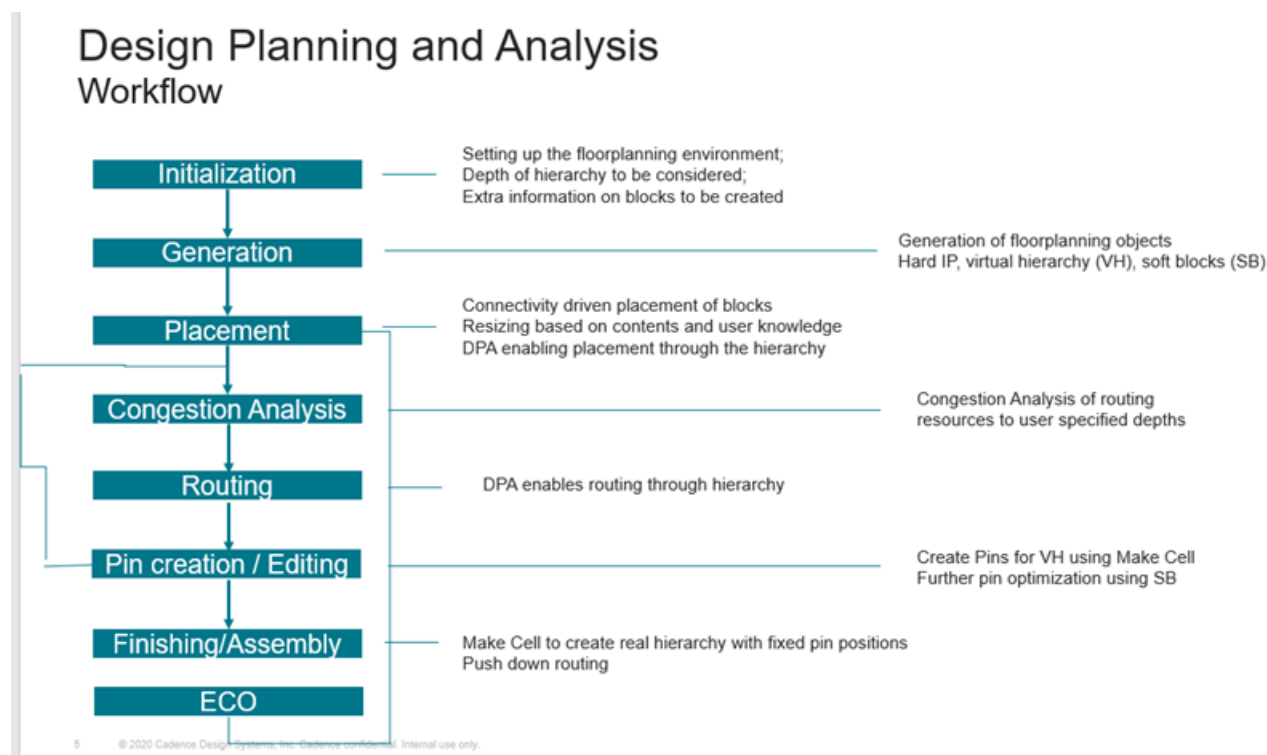 Design Planning and Analysis
Workflow
Initialization
Setting up the floorplanning environment;
Depth of hierarchy to be considered;
Extra information on blocks to be created
Generation
Generation of floorplanning objects
Hard IP, virtual hierarchy (VH), soft blocks (SB)
Placement
Connectivity driven placement of blocks
Resizing based on contents and user knowledge
DPA enabling placement through the hierarchy
Congestion Analysis
Congestion Analysis of routing
resources to user specified depths
Routing
DPA enables routing through hierarchy
Pin creation / Editing
Create Pins for VH using Make Cell
Further pin optimization using SB
Finishing/Assembly
Make Cell to create real hierarchy with fixed pin positions
Push down routing
ECO
5 © 2020 Cadence Design Systems, Inc. Cadence confidential. Internal use only.